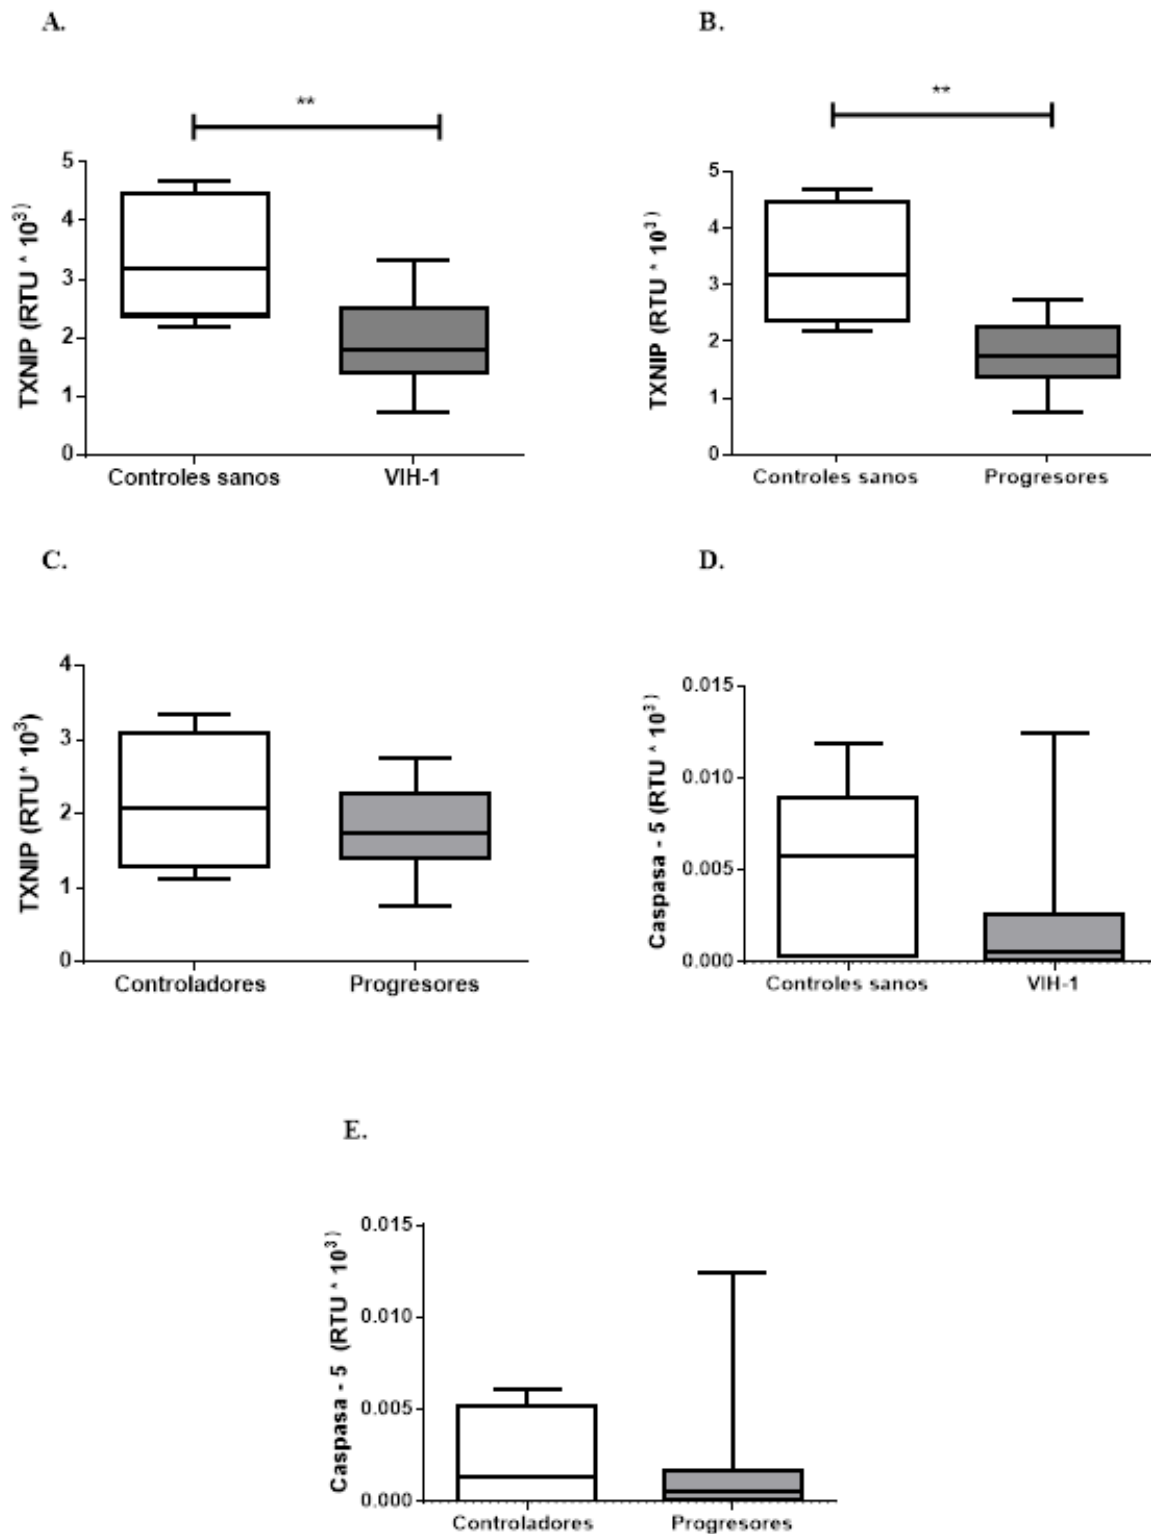 A.
**
TXNIP (RTU * 10³)
5
4
3
2
1
0
Controles sanos VIH-1
B.
**
TXNIP (RTU * 10³)
5
4
3
2
1
0
Controles sanos Progresores
C.
TXNIP (RTU* 10³)
4
3
2
1
0
Controladores Progresores
D.
Caspasa - 5 (RTU * 10³)
0.015
0.010
0.005
0.000
Controles sanos VIH-1
E.
Caspasa - 5 (RTU * 10³)
0.015
0.010
0.005
0.000
Controladores Progresores